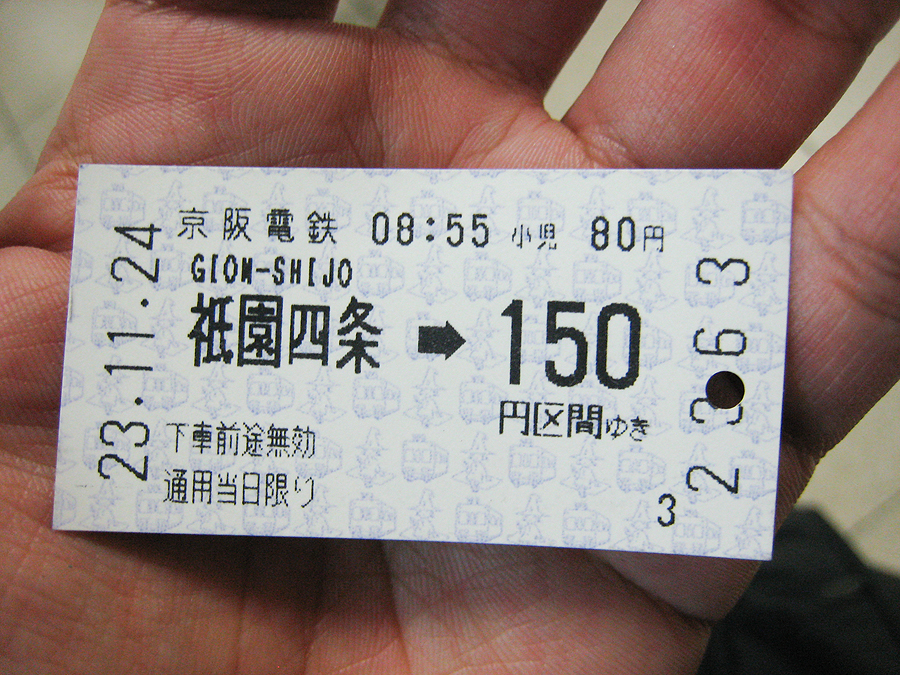 京阪電鉄 08:55 小児 80円
GION-SHIJO
祇園四条 ➡ 150
円区間ゆき
下車前途無効
通用当日限り
23.11.24
2363
3